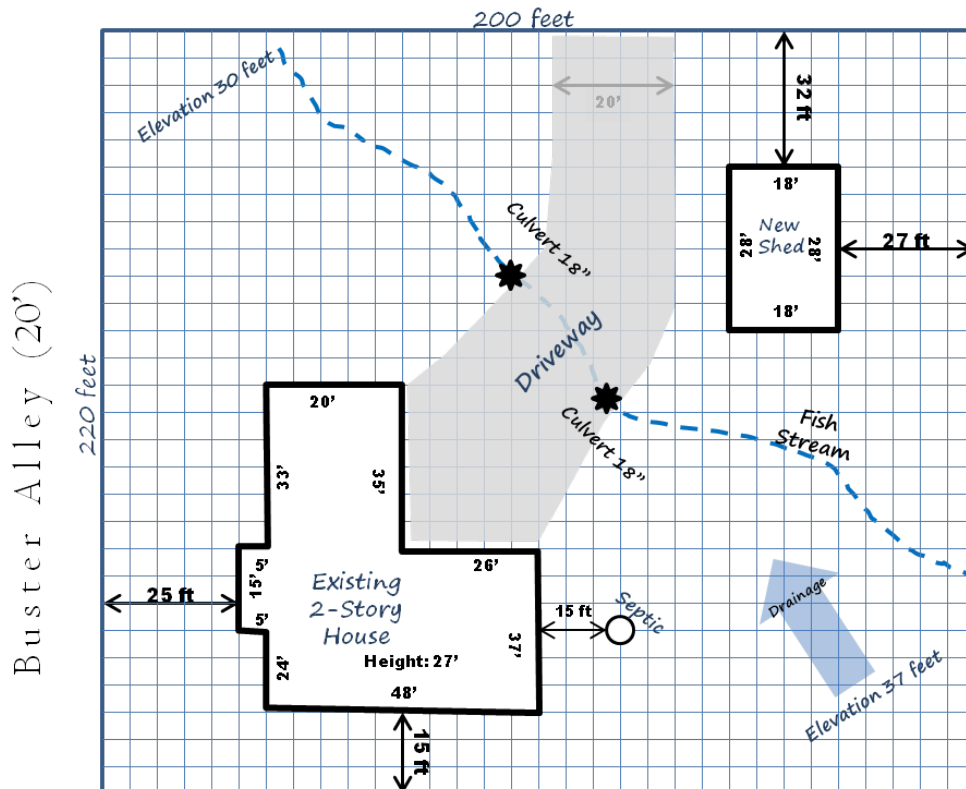 200 feet
Elevation 30 feet
20'
32 ft
18'
New
Shed
28'
28'
18'
27 ft
Culvert 18"
Driveway
Culvert 18"
Fish
Stream
Buster Alley (20')
220 feet
20'
33'
35'
5'
15'
5'
25 ft
Existing
2-Story
House
26'
37'
24'
Height: 27'
48'
15 ft
15 ft
Septic
Drainage
Elevation 37 feet